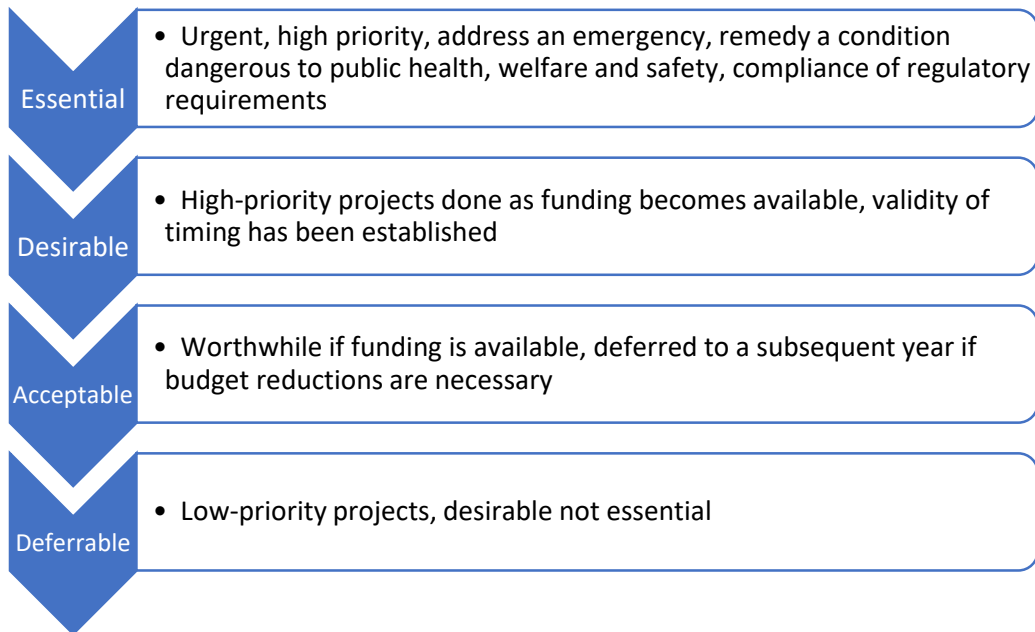 Essential
• Urgent, high priority, address an emergency, remedy a condition
dangerous to public health, welfare and safety, compliance of regulatory
requirements
Desirable
• High-priority projects done as funding becomes available, validity of
timing has been established
Acceptable
• Worthwhile if funding is available, deferred to a subsequent year if
budget reductions are necessary
Deferrable
• Low-priority projects, desirable not essential